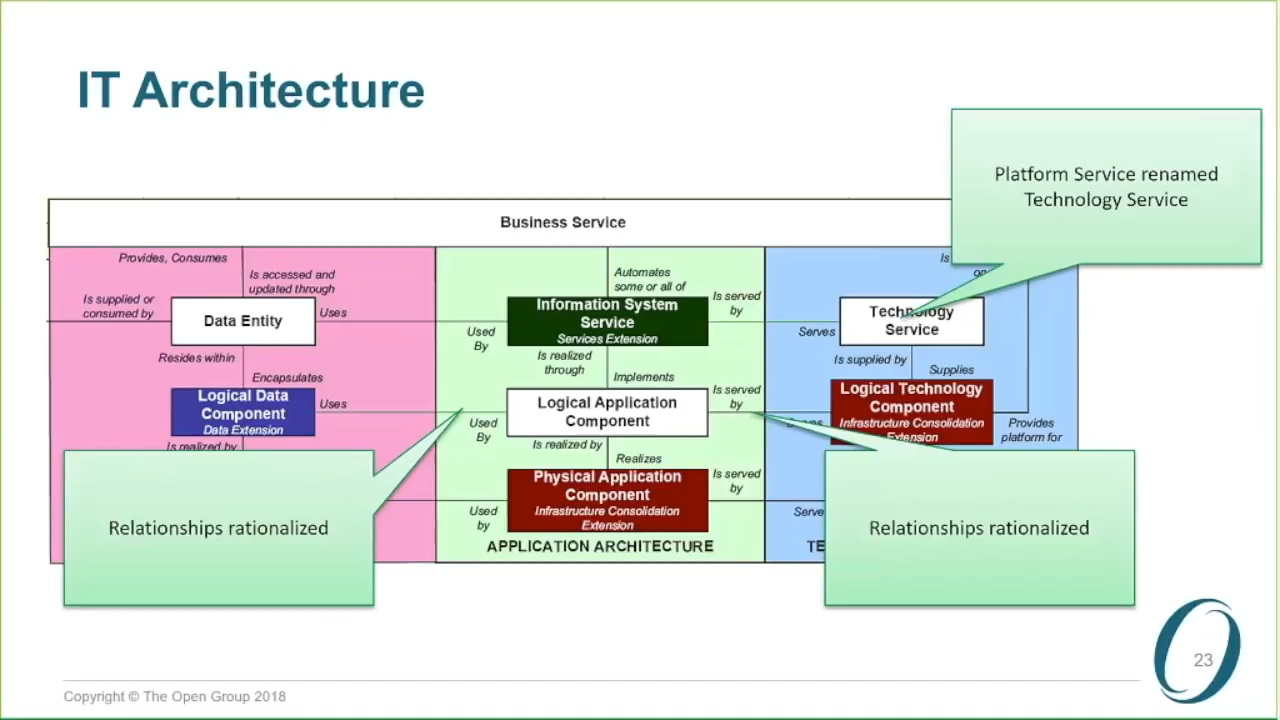 IT Architecture
Platform Service renamed
Technology Service
Business Service
Provides, Consumes
Is accessed and
updated through
Is supplied or
consumed by
Data Entity
Uses
Resides within
Encapsulates
Logical Data
Component
Data Extension
Uses
Is realized by
Relationships rationalized
Automates
some or all of
Information System
Service
Services Extension
Is served
by
Used
By
Is realized
through
Implements
Logical Application
Component
Is served
by
Used
By
Is realized by
Realizes
Physical Application
Component
Infrastructure Consolidation
Extension
Is served
by
Used
by
APPLICATION ARCHITECTURE
Is
on
Technology
Service
Serves
Is supplied by
Supplies
Logical Technology
Component
Infrastructure Consolidation
Extension
Serves
Provides
platform for
Serve
TE
Relationships rationalized
23
Copyright © The Open Group 2018